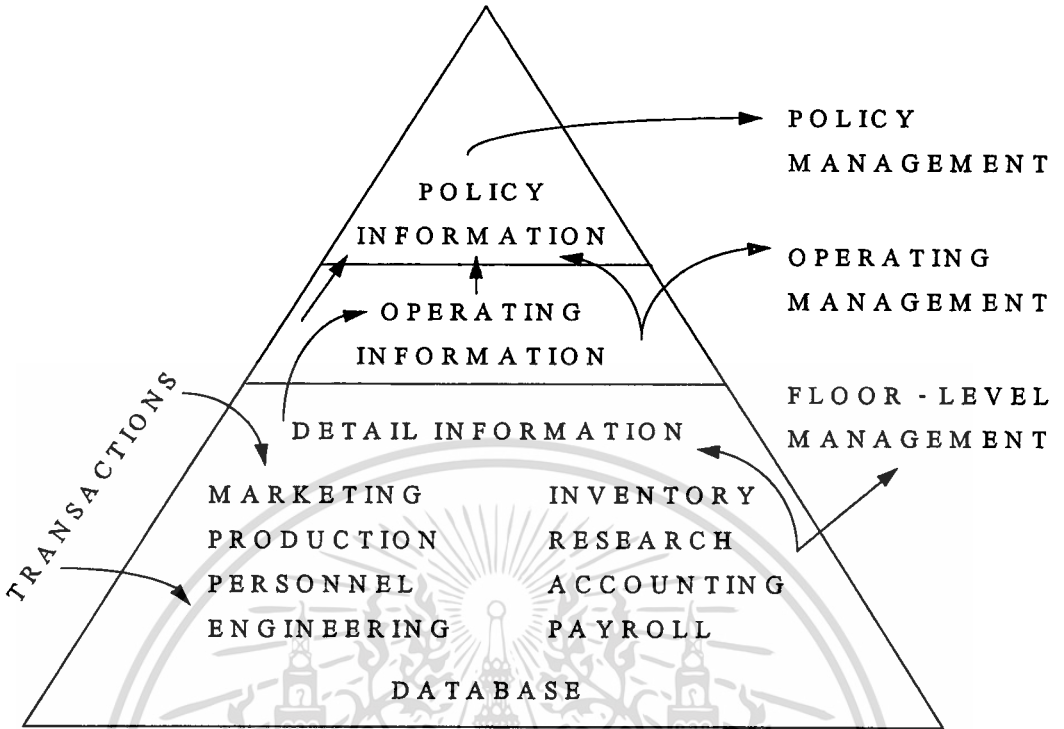 POLICY
MANAGEMENT
POLICY
INFORMATION
OPERATING
MANAGEMENT
OPERATING
INFORMATION
FLOOR - LEVEL
MANAGEMENT
TRANSACTIONS
DETAIL INFORMATION
MARKETING INVENTORY
PRODUCTION RESEARCH
PERSONNEL ACCOUNTING
ENGINEERING PAYROLL
DATABASE